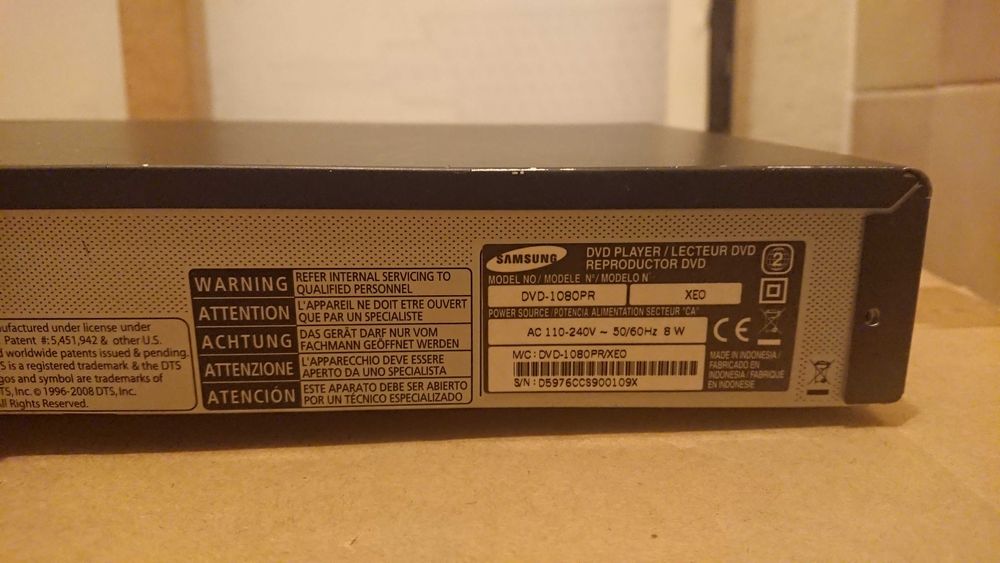 ufactured under license under
Patent #:5,451,942 & other U.S.
d worldwide patents issued & pending.
S is a registered trademark & the DTS
gos and symbol are trademarks of
TS, Inc. © 1996-2008 DTS, Inc.
All Rights Reserved.
WARNING REFER INTERNAL SERVICING TO QUALIFIED PERSONNEL
ATTENTION L'APPAREIL NE DOIT ETRE OUVERT QUE PAR UN SPECIALISTE
ACHTUNG DAS GERÄT DARF NUR VOM FACHMANN GEÖFFNET WERDEN
ATTENZIONE L'APPARECCHIO DEVE ESSERE APERTO DA UNO SPECIALISTA
ATENCIÓN ESTE APARATO DEBE SER ABIERTO POR UN TÉCNICO ESPECIALIZADO
SAMSUNG
DVD PLAYER / LECTEUR DVD
REPRODUCTOR DVD
2
MODEL NO / MODELE N° / MODELO N°
DVD-1080PR XEO
POWER SOURCE / POTENCIA ALIMENTATION SECTEUR "CA"
AC 110-240V ~ 50/60Hz 8 W
CE
M/C : DVD-1080PR/XEO
S/N : D5976CCS900109X
MADE IN INDONESIA /
FABRICADO EN
INDONESIA / FABRIQUÉ
EN INDONESIE